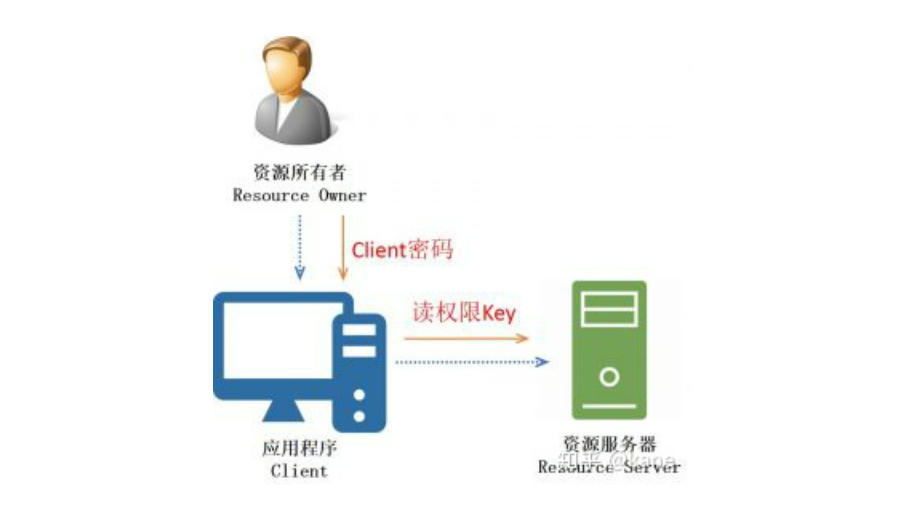 资源所有者
Resource Owner
Client密码
读权限Key
应用程序
Client
资源服务器
知乎 @kape
Resource Server